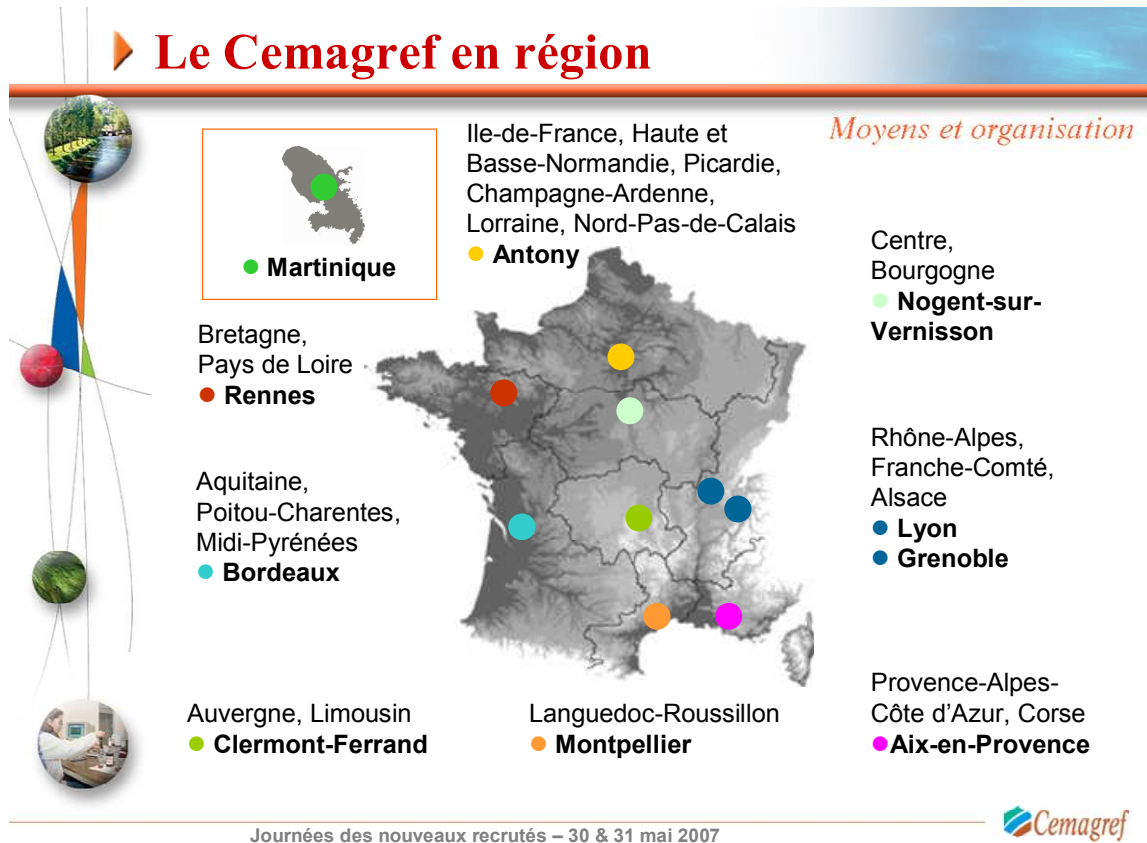 Le Cemagref en région
Moyens et organisation
Martinique
Ile-de-France, Haute et
Basse-Normandie, Picardie,
Champagne-Ardenne,
Lorraine, Nord-Pas-de-Calais
Antony
Centre,
Bourgogne
Nogent-sur-
Vernisson
Bretagne,
Pays de Loire
Rennes
Rhône-Alpes,
Franche-Comté,
Alsace
Lyon
Grenoble
Aquitaine,
Poitou-Charentes,
Midi-Pyrénées
Bordeaux
Auvergne, Limousin
Clermont-Ferrand
Languedoc-Roussillon
Montpellier
Provence-Alpes-
Côte d’Azur, Corse
Aix-en-Provence
Journées des nouveaux recrutés – 30 & 31 mai 2007
Cemagref